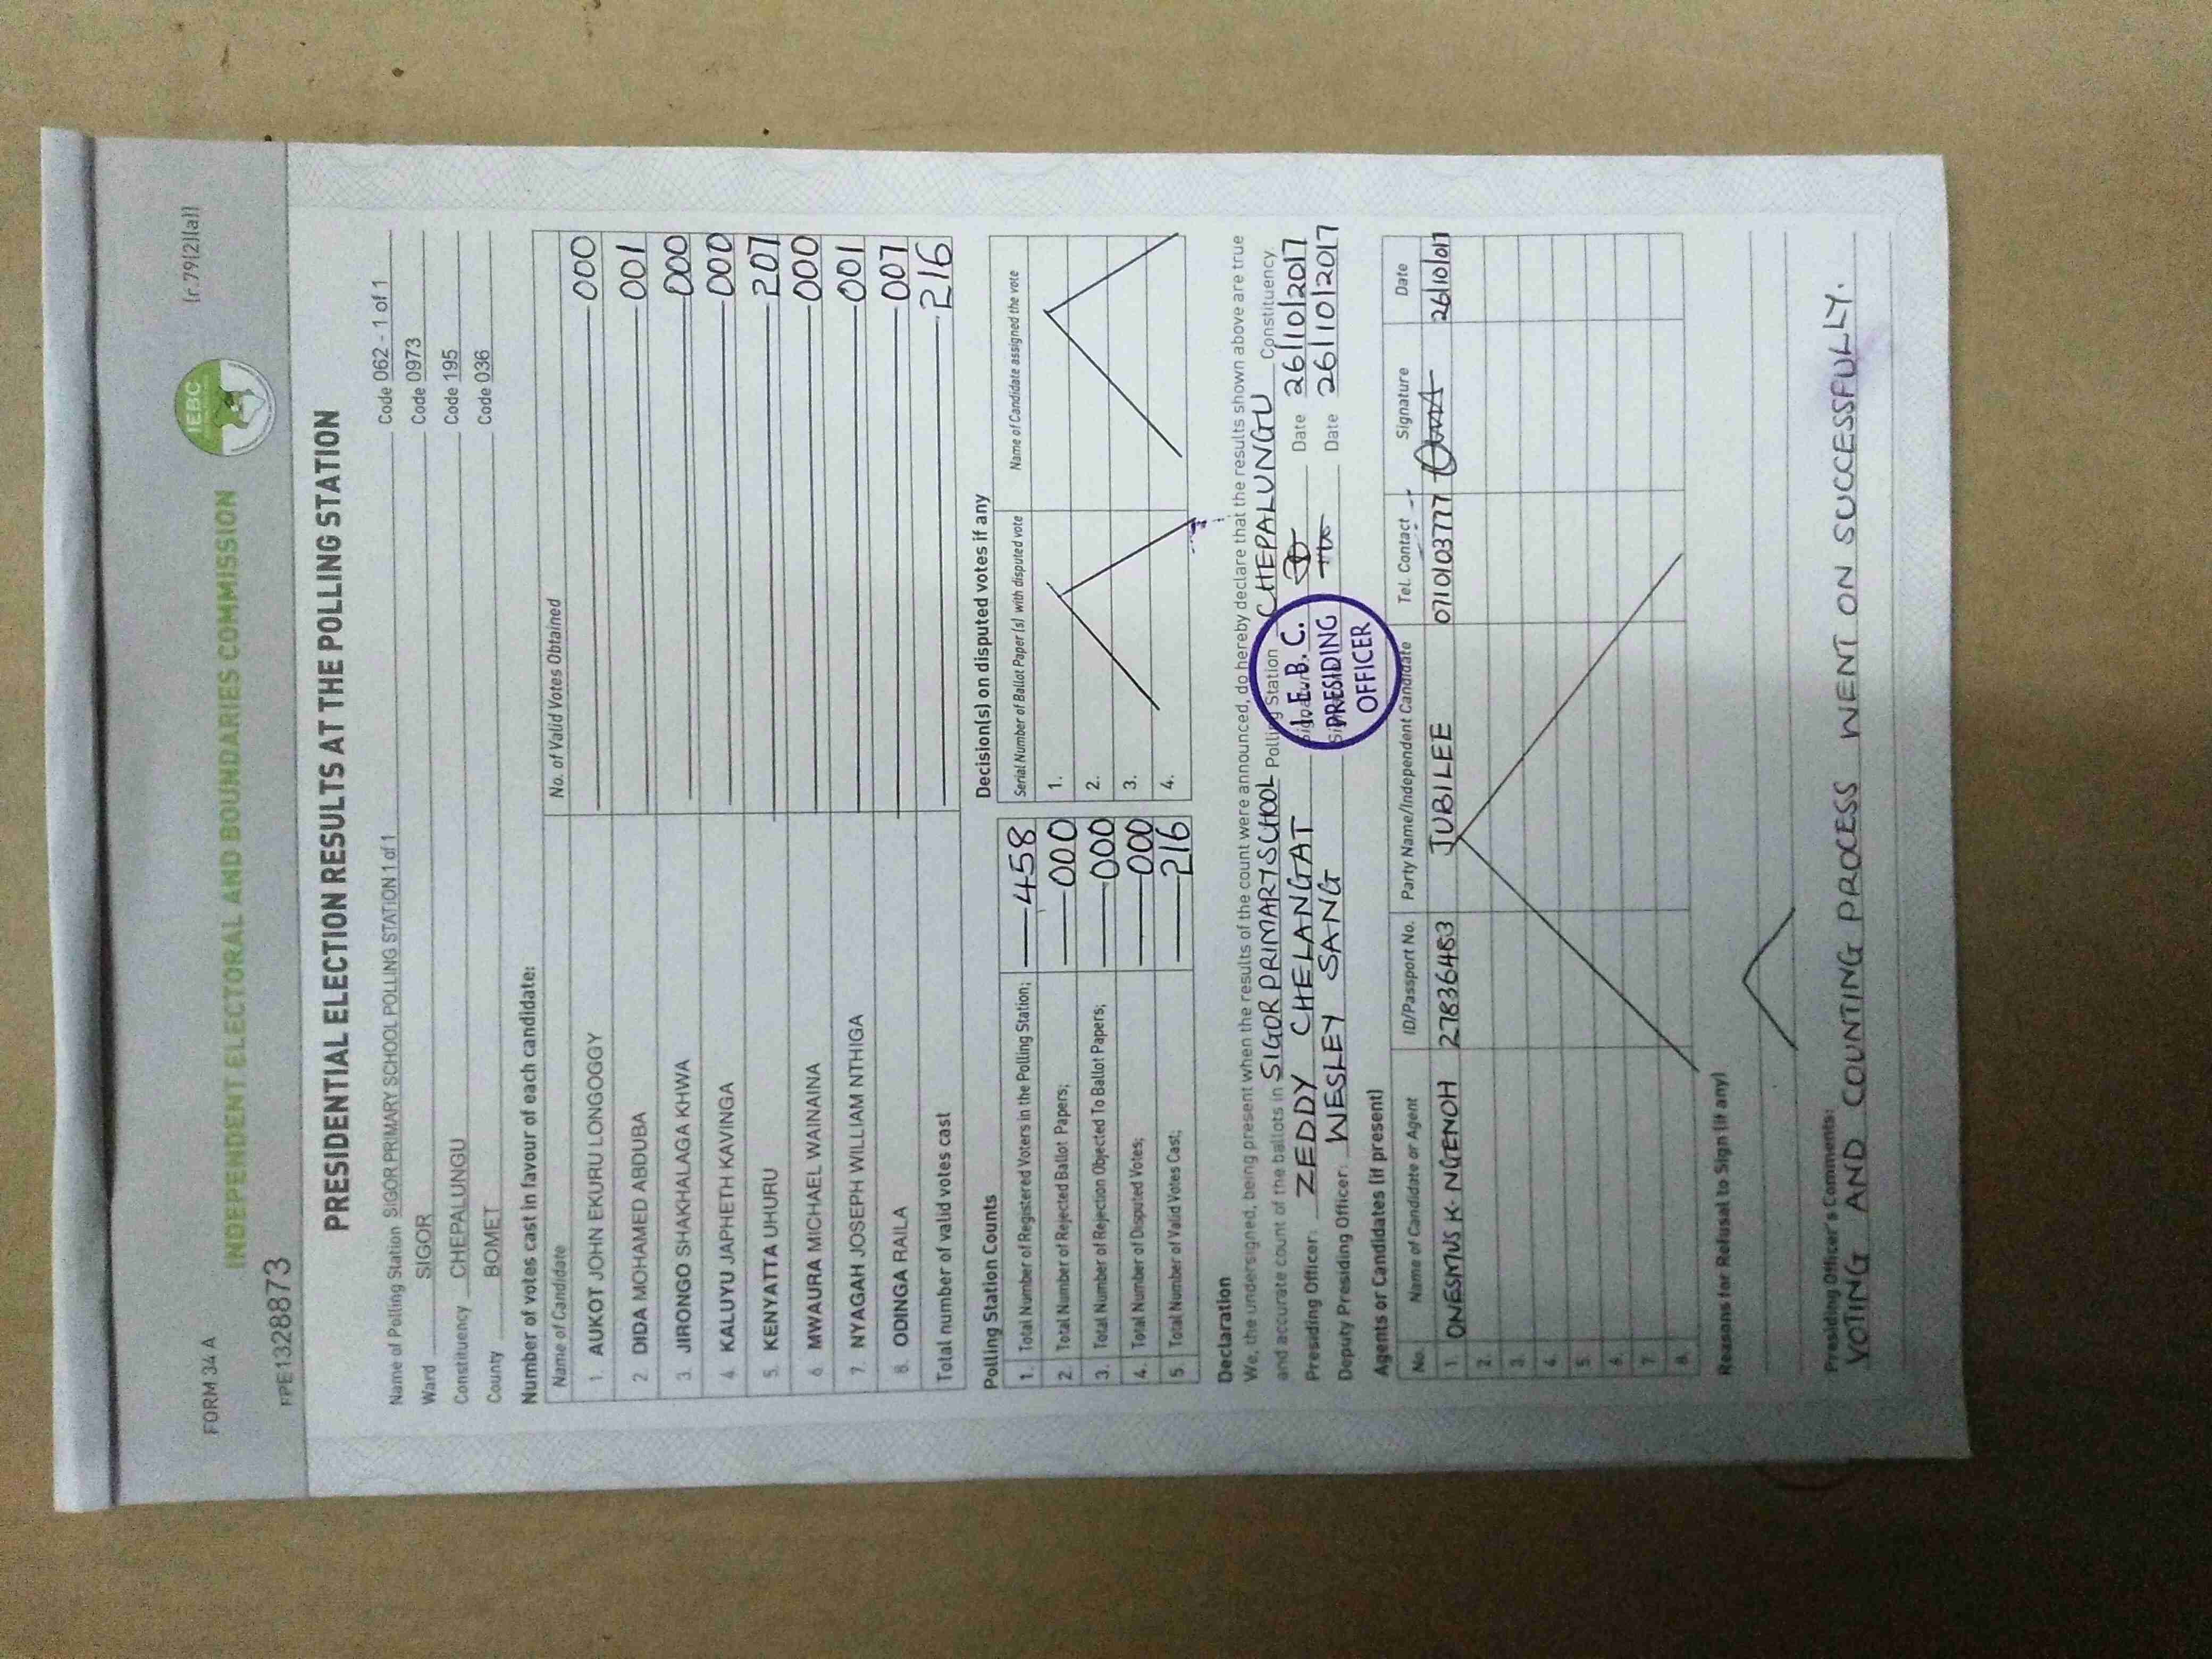 FORM 34 A
[r.79(2)(a)]
INDEPENDENT ELECTORAL AND BOUNDARIES COMMISSION
IEBC
PE1328873
PRESIDENTIAL ELECTION RESULTS AT THE POLLING STATION
Name of Polling Station SIGOR PRIMARY SCHOOL POLLING STATION 1 of 1 Code 062 - 1 of 1
Ward SIGOR Code 0973
Constituency CHEPALUNGU Code 195
County BOMET Code 036
Number of votes cast in favour of each candidate:
Name of Candidate No. of Valid Votes Obtained
1. AUKOT JOHN EKURU LONGOGGY 000
2. DIDA MOHAMED ABDUBA 001
3. JIRONGO SHAKHALAGA KHWA 000
4. KALUYU JAPHETH KAVINGA 000
5. KENYATTA UHURU 207
6 MWAURA MICHAEL WAINAINA 000
7. NYAGAH JOSEPH WILLIAM NTHIGA 001
8. ODINGA RAILA 007
Total number of valid votes cast 216
Polling Station Counts
1. Total Number of Registered Voters in the Polling Station; 458
2. Total Number of Rejected Ballot Papers; 000
3. Total Number of Rejection Objected To Ballot Papers; 000
4. Total Number of Disputed Votes; 000
5 Total Number of Valid Votes Cast; 216
Decision(s) on disputed votes if any
Serial Number of Ballot Paper (s) with disputed vote Name of Candidate assigned the vote
1.
2.
3.
4.
Declaration
We, the undersigned, being present when the results of the count were announced, do hereby declare that the results shown above are true
and accurate count of the ballots in SIGOR PRIMARY SCHOOL Polling Station CHEPALUNGU Constituency.
Presiding Officer: ZEDDY CHELANGAT Date 26/10/2017
Deputy Presiding Officer: WESLEY SANG Date 26/10/2017
I.E.B.C.
PRESIDING
OFFICER
Agents or Candidates (if present)
No. Name of Candidate or Agent ID/Passport No. Party Name/Independent Candidate Tel. Contact Signature Date
1. ONESMUS K. NGENOH 27836483 JUBILEE 0710103777
2.
3.
4.
5.
6.
7.
8.
Reasons for Refusal to Sign (if any)
Presiding Officer's Comments:
VOTING AND COUNTING PROCESS WENT ON SUCCESSFULLY.